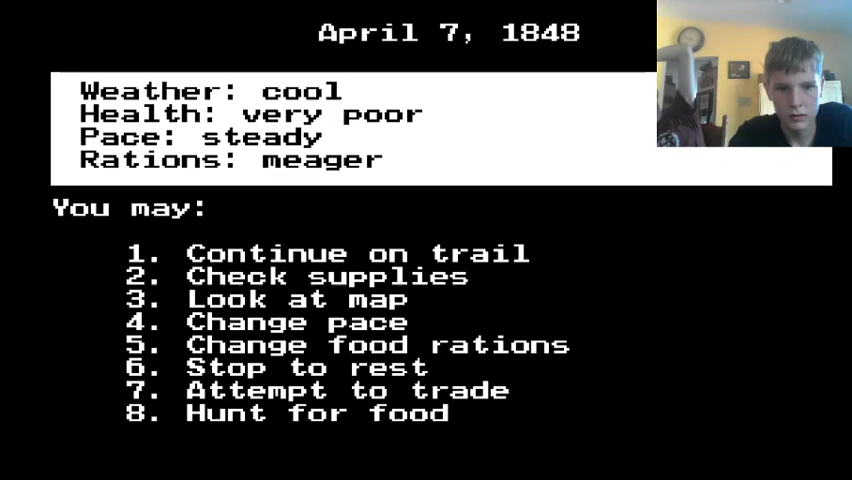 April 7, 1848
Weather: cool
Health: very poor
Pace: steady
Rations: meager
You may:
1. Continue on trail
2. Check supplies
3. Look at map
4. Change pace
5. Change food rations
6. Stop to rest
7. Attempt to trade
8. Hunt for food